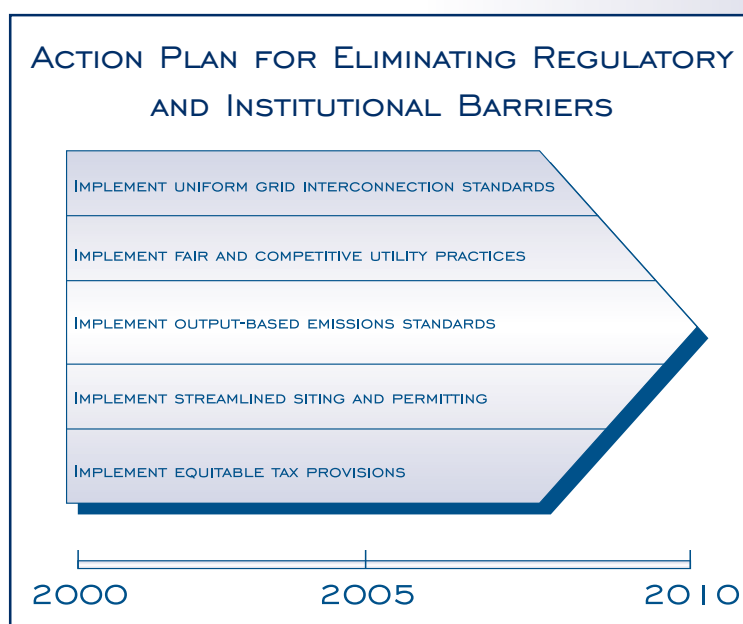 Action Plan for Eliminating Regulatory
and Institutional Barriers
Implement uniform grid interconnection standards
Implement fair and competitive utility practices
Implement output-based emissions standards
Implement streamlined siting and permitting
Implement equitable tax provisions
2000 2005 2010